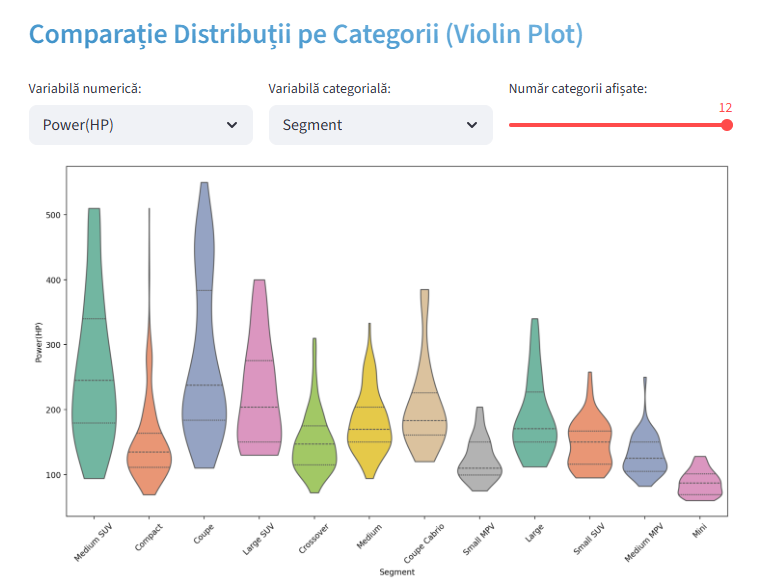 Comparație Distribuții pe Categorii (Violin Plot)
Variabilă numerică:
Variabilă categorială:
Număr categorii afișate:
12
Power(HP)
Segment
500
400
300
200
100
Power(HP)
Medium SUV
Compact
Coupe
Large SUV
Crossover
Medium
Coupe Cabrio
Small MPV
Large
Small SUV
Medium MPV
Mini
Segment